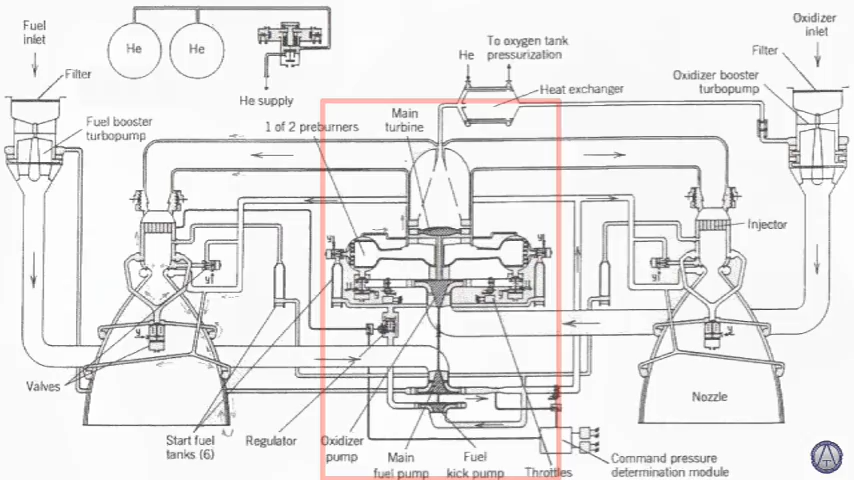 Fuel
inlet
Filter
Fuel booster
turbopump
He
He
He supply
He
To oxygen tank
pressurization
Heat exchanger
Oxidizer
inlet
Filter
Oxidizer booster
turbopump
1 of 2 preburners
Main
turbine
Injector
Valves
Start fuel
tanks (6)
Regulator
Oxidizer
pump
Main
fuel pump
Fuel
kick pump
Throttles
Command pressure
determination module
Nozzle